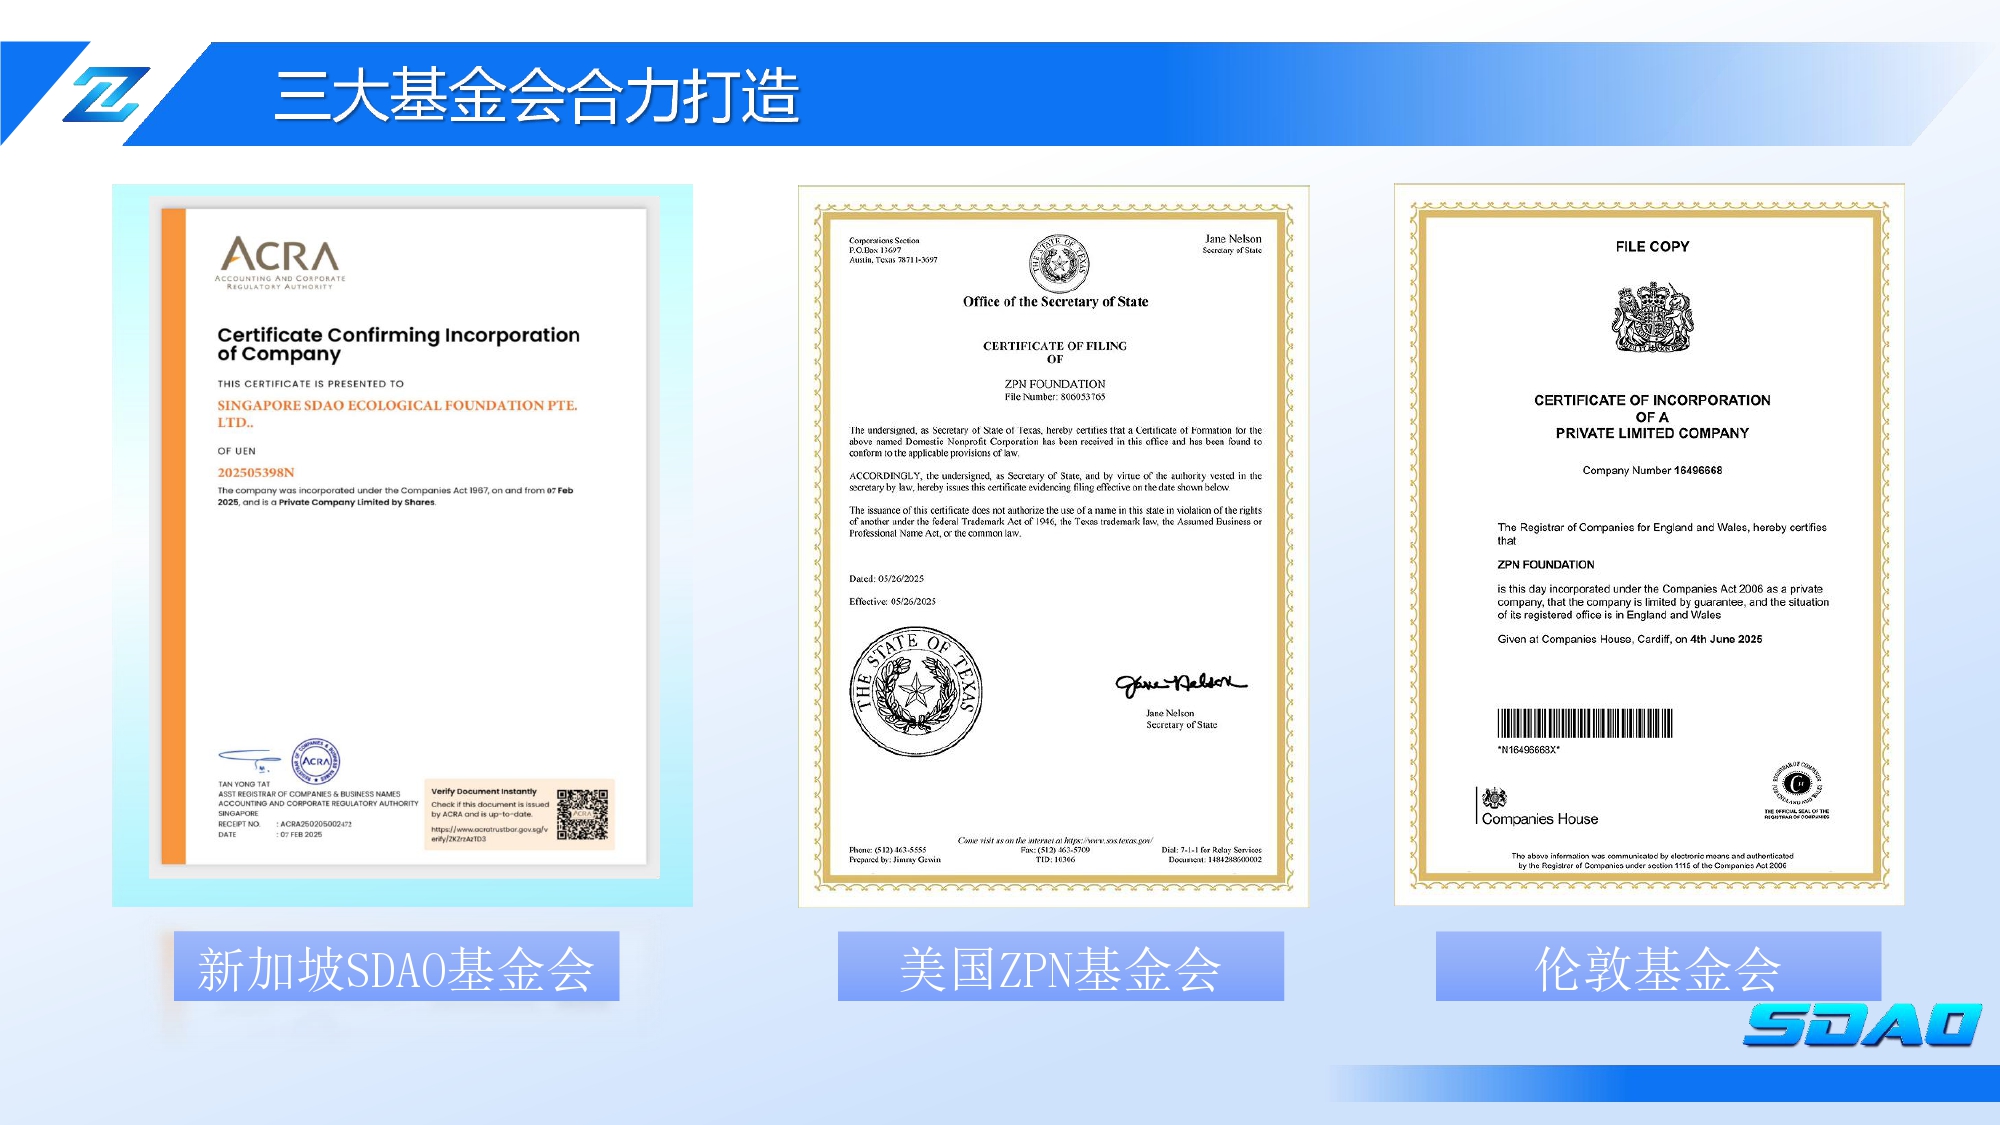 三大基金会合力打造
ACRA
ACCOUNTING AND CORPORATE
REGULATORY AUTHORITY
Certificate Confirming Incorporation
of Company
THIS CERTIFICATE IS PRESENTED TO
SINGAPORE SDAO ECOLOGICAL FOUNDATION PTE.
LTD..
OF UEN
202505398N
The company was incorporated under the Companies Act 1967, on and from 07 Feb
2025, and is a Private Company Limited by Shares.
ACRA
TAN YONG TAT
ASST REGISTRAR OF COMPANIES & BUSINESS NAMES
ACCOUNTING AND CORPORATE REGULATORY AUTHORITY
SINGAPORE
RECEIPT NO. : ACRA250205002472
DATE : 07 FEB 2025
Verify Document Instantly
Check if this document is issued
by ACRA and is up-to-date.
Corporations Section
P.O.Box 13697
Austin, Texas 78711-3697
Jane Nelson
Secretary of State
Office of the Secretary of State
CERTIFICATE OF FILING
OF
ZPN FOUNDATION
File Number: 806053765
The undersigned, as Secretary of State of Texas, hereby certifies that a Certificate of Formation for the
above named Domestic Nonprofit Corporation has been received in this office and has been found to
conform to the applicable provisions of law.
ACCORDINGLY, the undersigned, as Secretary of State, and by virtue of the authority vested in the
secretary by law, hereby issues this certificate evidencing filing effective on the date shown below.
The issuance of this certificate does not authorize the use of a name in this state in violation of the rights
of another under the federal Trademark Act of 1946, the Texas trademark law, the Assumed Business or
Professional Name Act, or the common law.
Dated: 05/26/2025
Effective: 05/26/2025
THE STATE OF TEXAS
Jane Nelson
Jane Nelson
Secretary of State
Come visit us on the internet at https://www.sos.texas.gov/
Phone: (512) 463-5555 Fax: (512) 463-5709 Dial: 7-1-1 for Relay Services
Prepared by: Jimmy Gewin TID: 10306 Document: 1484288600002
FILE COPY
CERTIFICATE OF INCORPORATION
OF A
PRIVATE LIMITED COMPANY
Company Number 16496668
The Registrar of Companies for England and Wales, hereby certifies
that
ZPN FOUNDATION
is this day incorporated under the Companies Act 2006 as a private
company, that the company is limited by guarantee, and the situation
of its registered office is in England and Wales
Given at Companies House, Cardiff, on 4th June 2025
*N16496668X*
Companies House
THE OFFICIAL SEAL OF THE
REGISTRAR OF COMPANIES
The above information was communicated by electronic means and authenticated
by the Registrar of Companies under section 1115 of the Companies Act 2006
新加坡SDAO基金会
美国ZPN基金会
伦敦基金会
SDAO